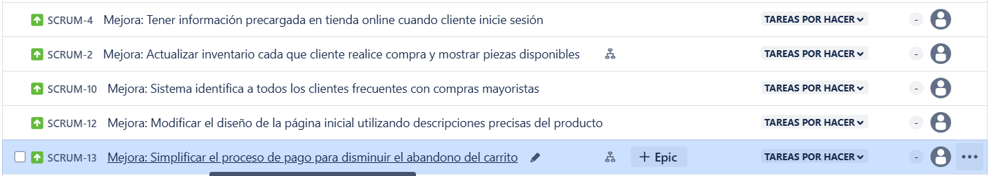 SCRUM-4 Mejora: Tener información precargada en tienda online cuando cliente inicie sesión TAREAS POR HACER -
SCRUM-2 Mejora: Actualizar inventario cada que cliente realice compra y mostrar piezas disponibles TAREAS POR HACER -
SCRUM-10 Mejora: Sistema identifica a todos los clientes frecuentes con compras mayoristas TAREAS POR HACER -
SCRUM-12 Mejora: Modificar el diseño de la página inicial utilizando descripciones precisas del producto TAREAS POR HACER -
SCRUM-13 Mejora: Simplificar el proceso de pago para disminuir el abandono del carrito + Epic TAREAS POR HACER - •••